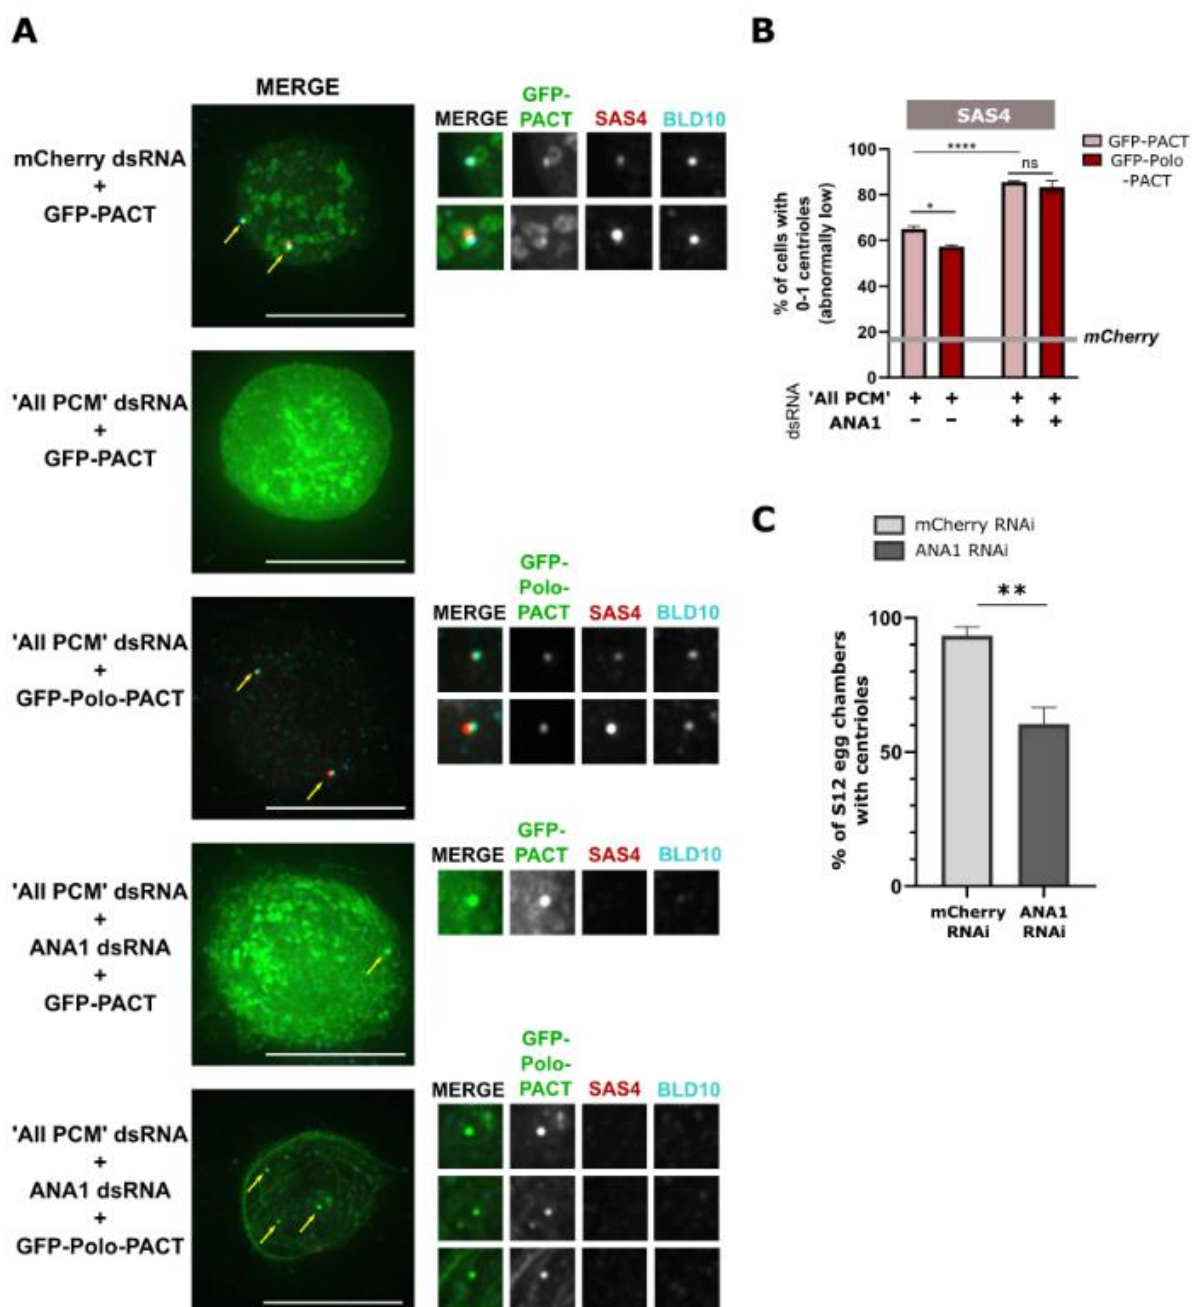 A
MERGE
mCherry dsRNA
+
GFP-PACT
GFP-
PACT
MERGE SAS4 BLD10
'All PCM' dsRNA
+
GFP-PACT
'All PCM' dsRNA
+
GFP-Polo-PACT
GFP-
Polo-
MERGE PACT SAS4 BLD10
'All PCM' dsRNA
+
ANA1 dsRNA
+
GFP-PACT
GFP-
MERGE PACT SAS4 BLD10
'All PCM' dsRNA
+
ANA1 dsRNA
+
GFP-Polo-PACT
GFP-
Polo-
MERGE PACT SAS4 BLD10
B
SAS4
GFP-PACT
GFP-Polo
-PACT
% of cells with
0-1 centrioles
(abnormally low)
100
80
60
40
20
0
****
ns
*
mCherry
dsRNA
'All PCM' + + + +
ANA1 – – + +
C
mCherry RNAi
ANA1 RNAi
**
% of S12 egg chambers
with centrioles
100
50
0
mCherry
RNAi
ANA1
RNAi